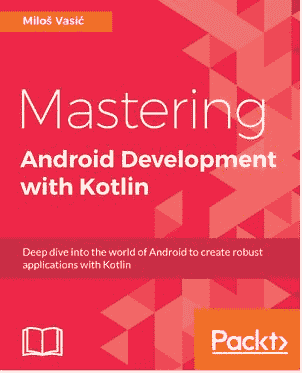 Miloš Vasić
Mastering
Android Development
with Kotlin
Deep dive into the world of Android to create robust
applications with Kotlin
Packt>